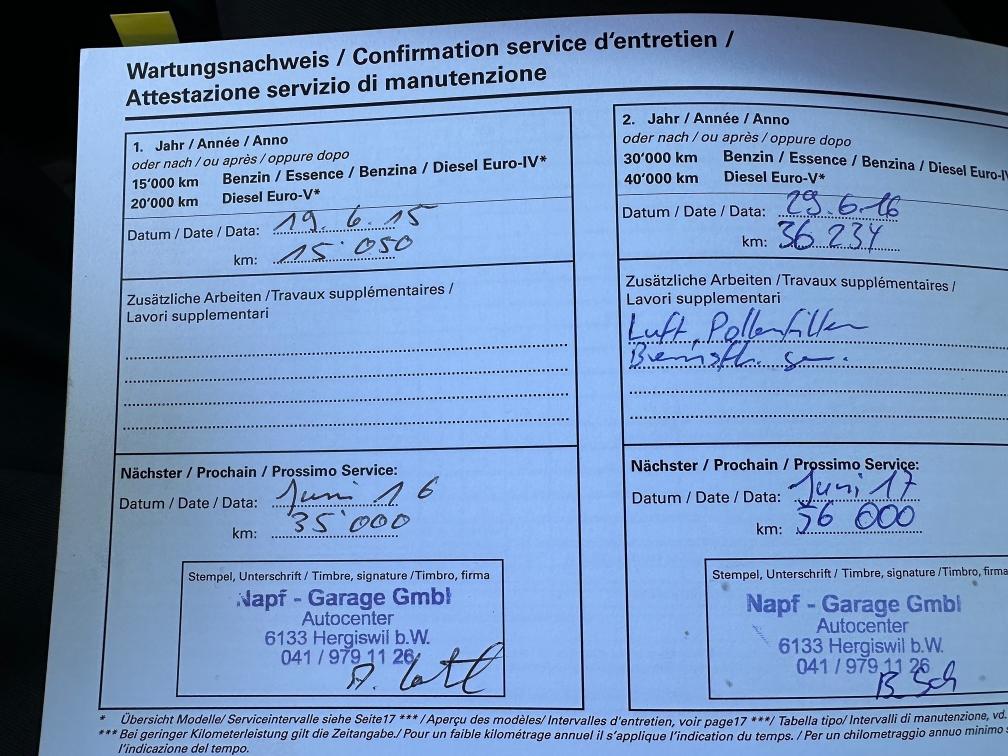 Wartungsnachweis / Confirmation service d'entretien /
Attestazione servizio di manutenzione
1. Jahr / Année / Anno
oder nach / ou après / oppure dopo
15'000 km Benzin / Essence / Benzina / Diesel Euro-IV*
20'000 km Diesel Euro-V*
Datum / Date / Data: 19. 6. 15
km: 15'050
Zusätzliche Arbeiten / Travaux supplémentaires /
Lavori supplementari
Nächster / Prochain / Prossimo Service:
Datum / Date / Data: Juni 16
km: 35'000
Stempel, Unterschrift / Timbre, signature / Timbro, firma
Napf - Garage Gmbl
Autocenter
6133 Hergiswil b.W.
041 / 979 11 26
2. Jahr / Année / Anno
oder nach / ou après / oppure dopo
30'000 km Benzin / Essence / Benzina / Diesel Euro-IV
40'000 km Diesel Euro-V*
Datum / Date / Data: 29.6.16
km: 36 234
Zusätzliche Arbeiten / Travaux supplémentaires /
Lavori supplementari
Luft, Pollenfilter
Bremsfl.
Nächster / Prochain / Prossimo Service:
Datum / Date / Data: Juni 17
km: 56 000
Stempel, Unterschrift / Timbre, signature / Timbro, firma
Napf - Garage Gmbl
Autocenter
6133 Hergiswil b.W.
041 / 979 11 26
B Sch
* Übersicht Modelle/ Serviceintervalle siehe Seite17 *** / Aperçu des modèles/ Intervalles d'entretien, voir page17 ***/ Tabella tipo/ Intervalli di manutenzione, vd.
*** Bei geringer Kilometerleistung gilt die Zeitangabe./ Pour un faible kilométrage annuel il s'applique l'indication du temps. / Per un chilometraggio annuo minimo
l'indicazione del tempo.